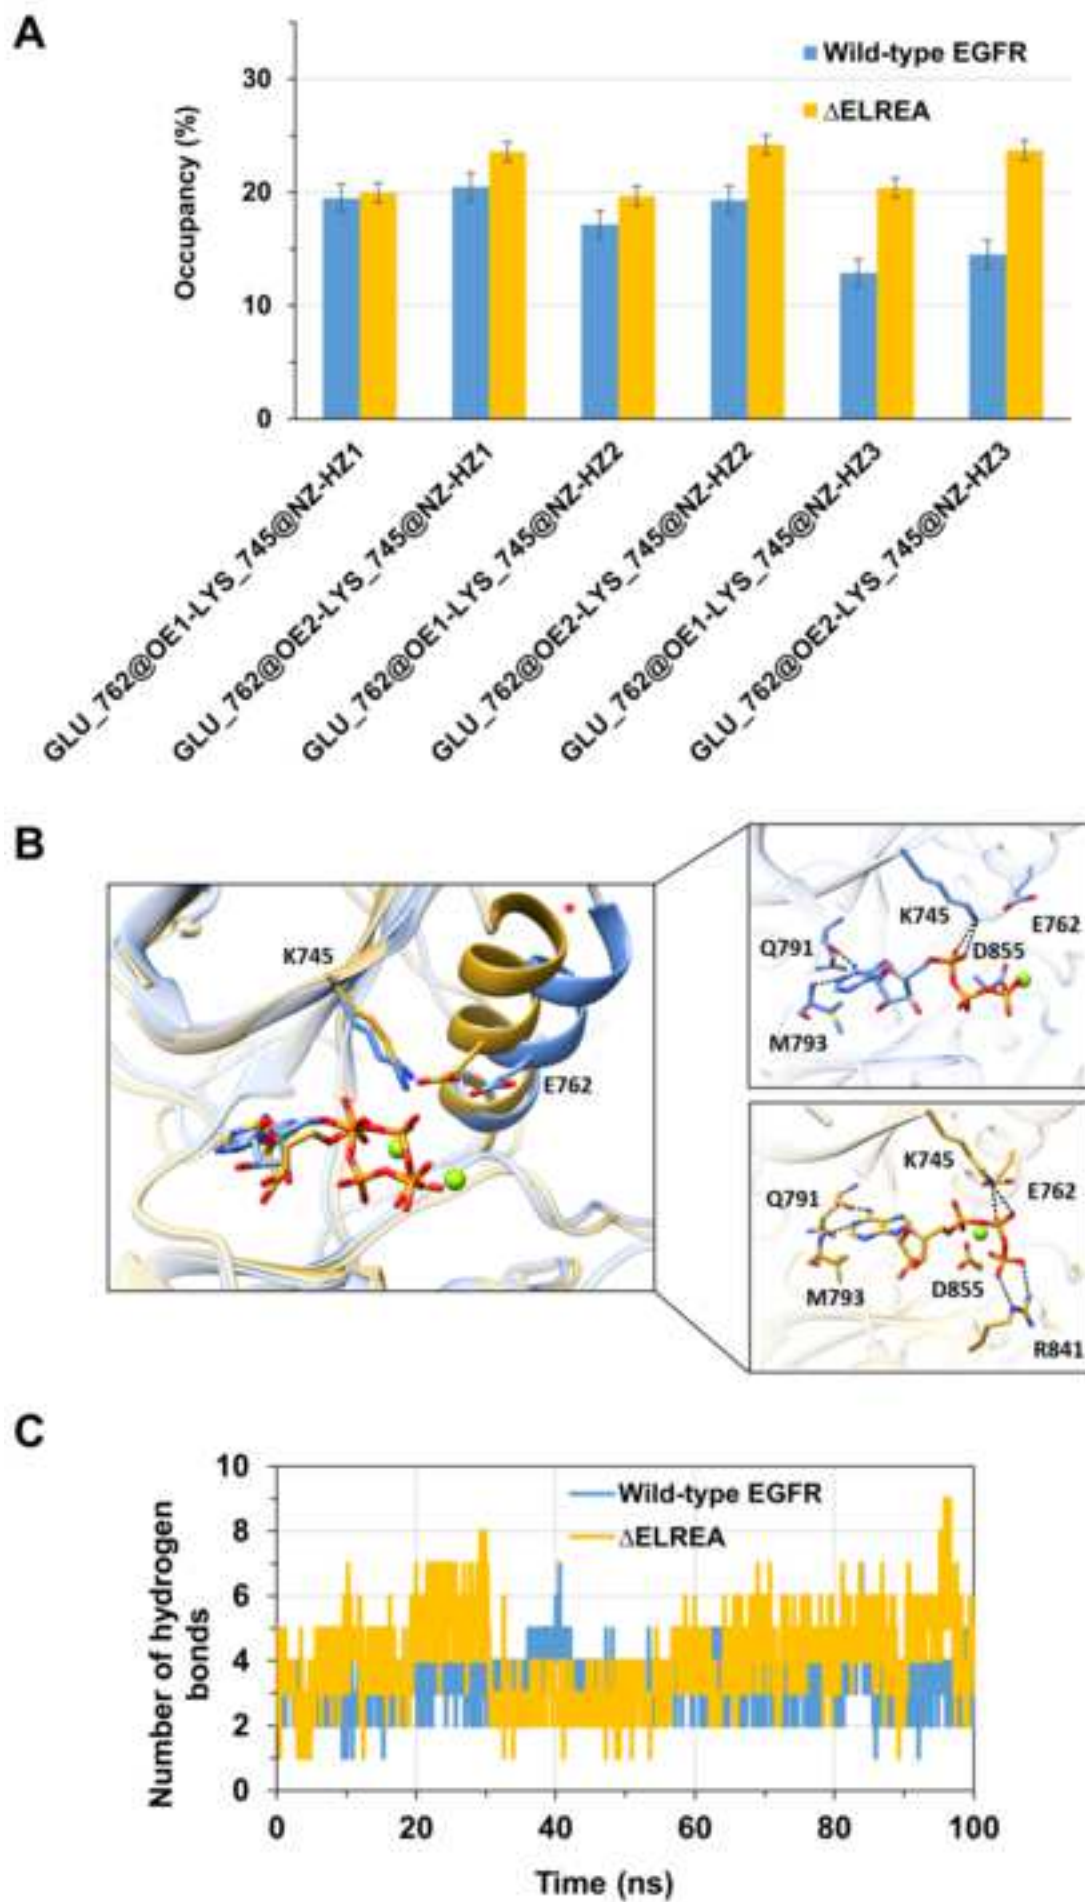 A
Wild-type EGFR
ΔELREA
Occupancy (%)
30
20
10
0
GLU_762@OE1-LYS_745@NZ-HZ1
GLU_762@OE2-LYS_745@NZ-HZ1
GLU_762@OE1-LYS_745@NZ-HZ2
GLU_762@OE2-LYS_745@NZ-HZ2
GLU_762@OE1-LYS_745@NZ-HZ3
GLU_762@OE2-LYS_745@NZ-HZ3
B
K745
E762
*
K745
E762
Q791
D855
M793
K745
E762
Q791
M793
D855
R841
C
Wild-type EGFR
ΔELREA
Number of hydrogen
bonds
10
8
6
4
2
0
0 20 40 60 80 100
Time (ns)